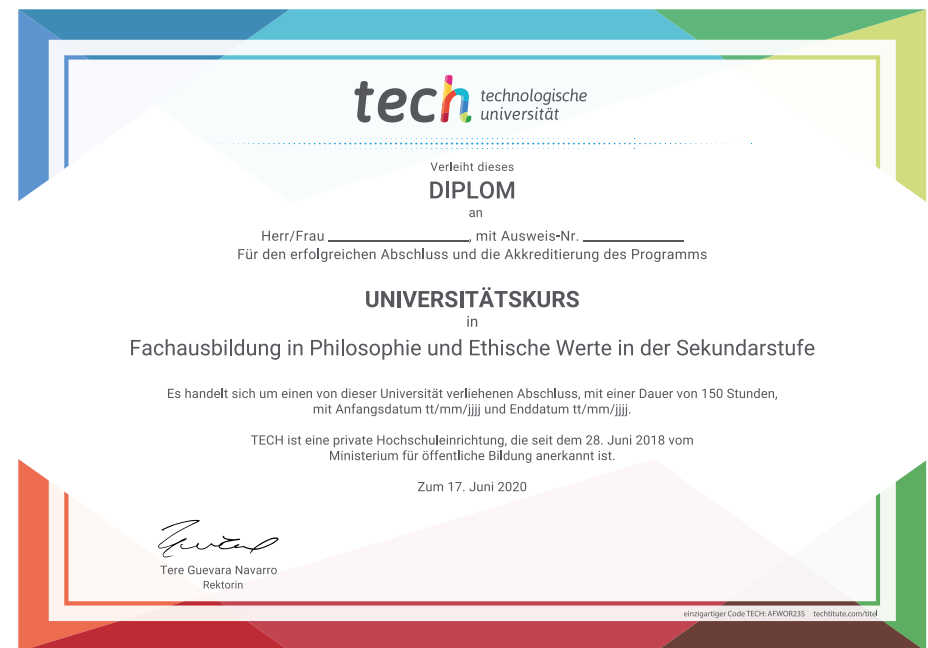 tech technologische
universität
Verleiht dieses
DIPLOM
an
Herr/Frau ____________________, mit Ausweis-Nr. ______________
Für den erfolgreichen Abschluss und die Akkreditierung des Programms
UNIVERSITÄTSKURS
in
Fachausbildung in Philosophie und Ethische Werte in der Sekundarstufe
Es handelt sich um einen von dieser Universität verliehenen Abschluss, mit einer Dauer von 150 Stunden,
mit Anfangsdatum tt/mm/jjjj und Enddatum tt/mm/jjjj.
TECH ist eine private Hochschuleinrichtung, die seit dem 28. Juni 2018 vom
Ministerium für öffentliche Bildung anerkannt ist.
Zum 17. Juni 2020
Tere Guevara Navarro
Rektorin
einzigartiger Code TECH: AFWOR23S techtitute.com/titel